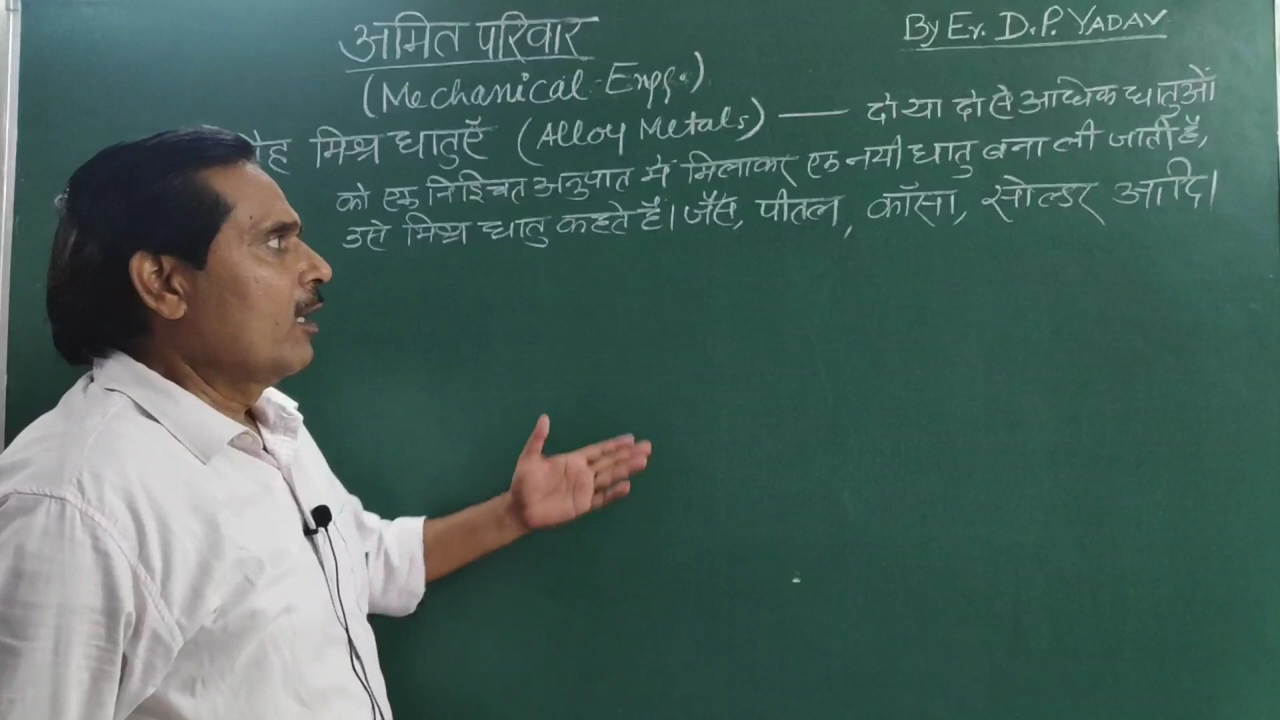 अमित परिवार
By Er. D.P. YADAV
(Mechanical Engg.)
मिश्र धातुएँ (Alloy Metals) — दो या दो से अधिक धातुओं
को एक निश्चित अनुपात में मिलाकर एक नयी धातु बना ली जाती है,
उसे मिश्र धातु कहते हैं। जैसे, पीतल, काँसा, सोल्डर आदि।